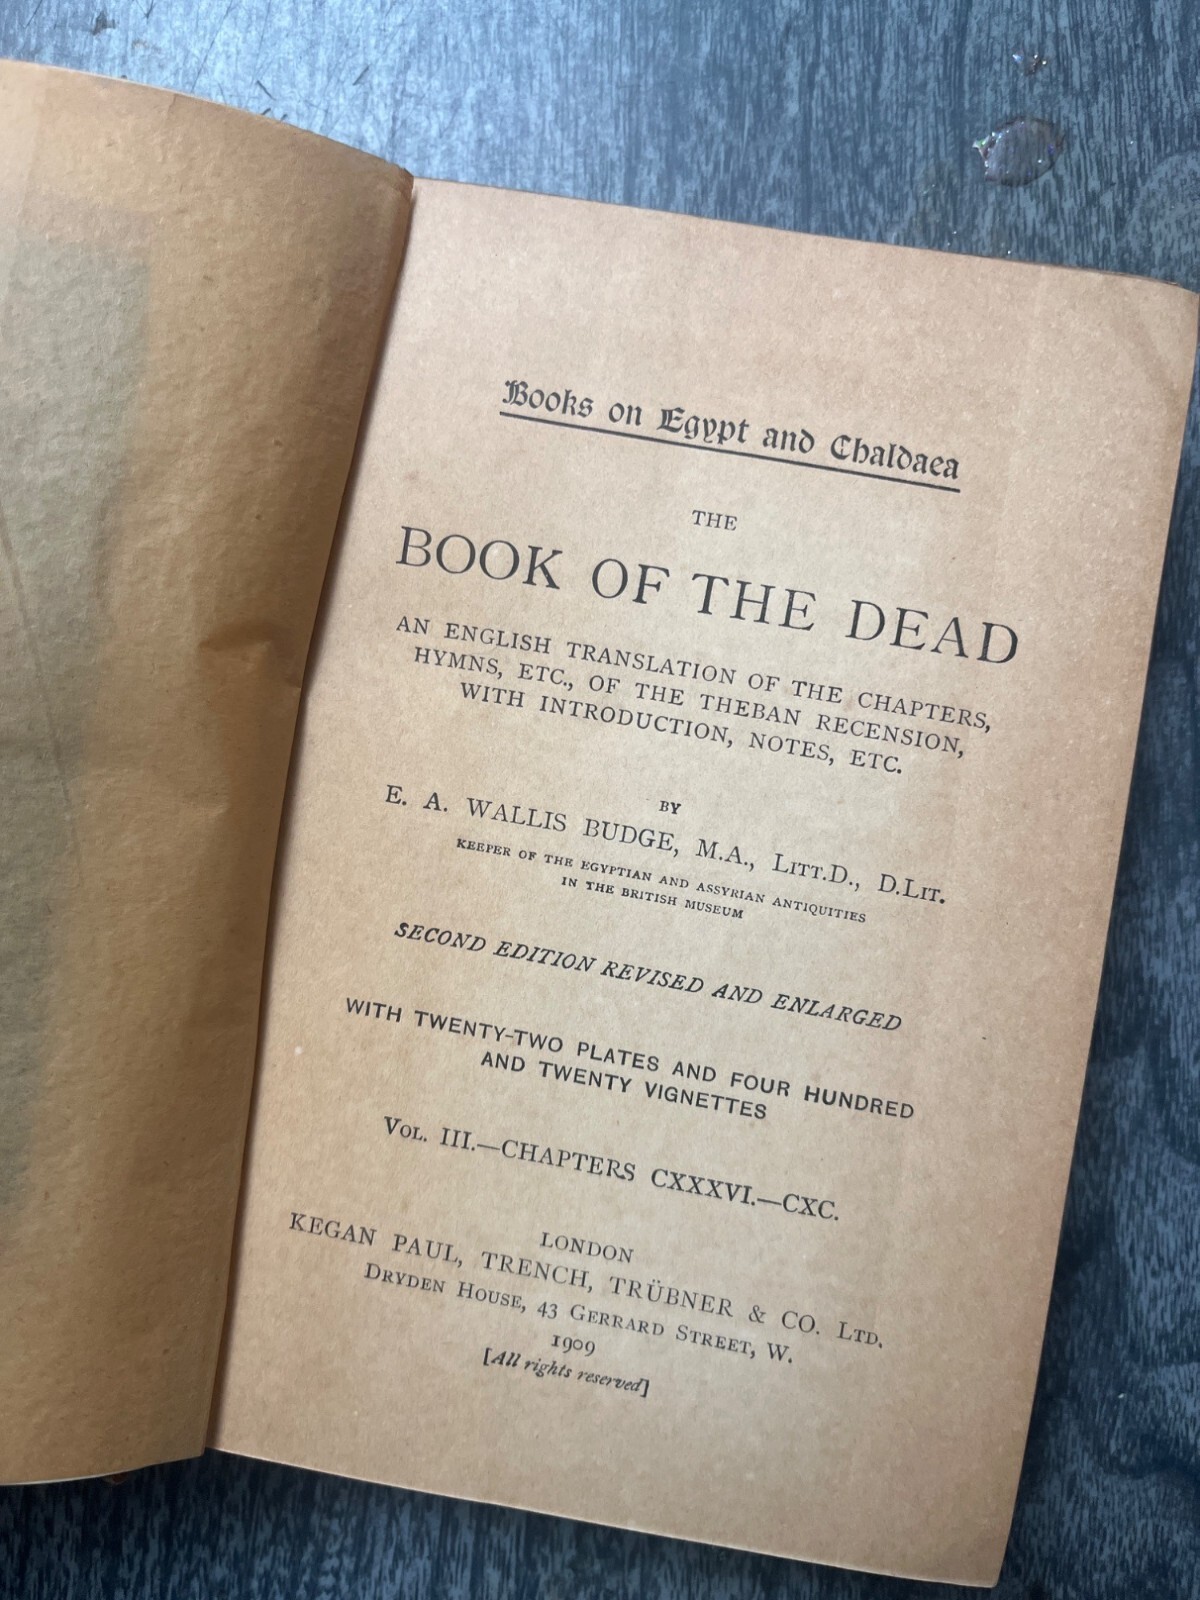 Books on Egypt and Chaldaea
THE
BOOK OF THE DEAD
AN ENGLISH TRANSLATION OF THE CHAPTERS,
HYMNS, ETC., OF THE THEBAN RECENSION,
WITH INTRODUCTION, NOTES, ETC.
BY
E. A. WALLIS BUDGE, M.A., LITT.D., D.LIT.
KEEPER OF THE EGYPTIAN AND ASSYRIAN ANTIQUITIES
IN THE BRITISH MUSEUM
SECOND EDITION REVISED AND ENLARGED
WITH TWENTY-TWO PLATES AND FOUR HUNDRED
AND TWENTY VIGNETTES
VOL. III.—CHAPTERS CXXXVI.—CXC.
LONDON
KEGAN PAUL, TRENCH, TRÜBNER & CO. LTD.
DRYDEN HOUSE, 43 GERRARD STREET, W.
1909
[All rights reserved]